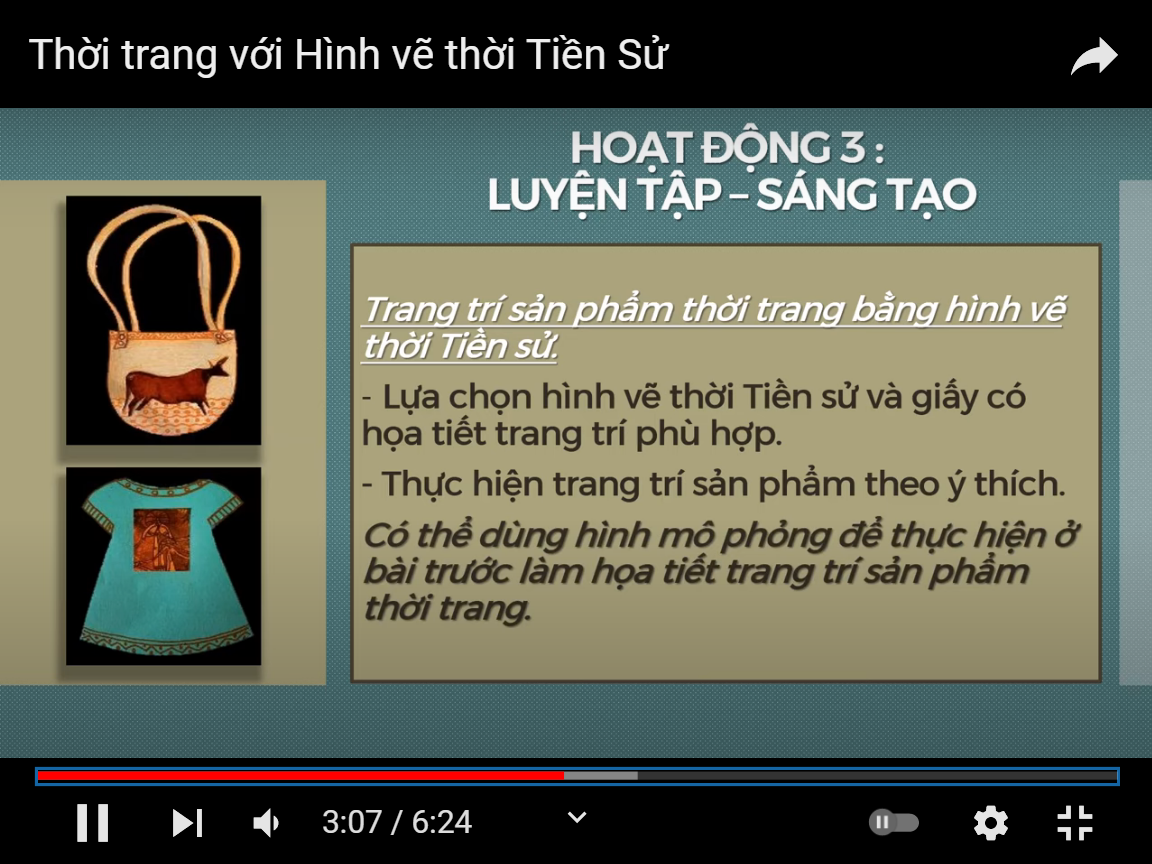 Thời trang với Hình vẽ thời Tiền Sử
HOẠT ĐỘNG 3 :
LUYỆN TẬP – SÁNG TẠO
Trang trí sản phẩm thời trang bằng hình vẽ
thời Tiền sử.
- Lựa chọn hình vẽ thời Tiền sử và giấy có
họa tiết trang trí phù hợp.
- Thực hiện trang trí sản phẩm theo ý thích.
Có thể dùng hình mô phỏng để thực hiện ở
bài trước làm họa tiết trang trí sản phẩm
thời trang.
3:07 / 6:24